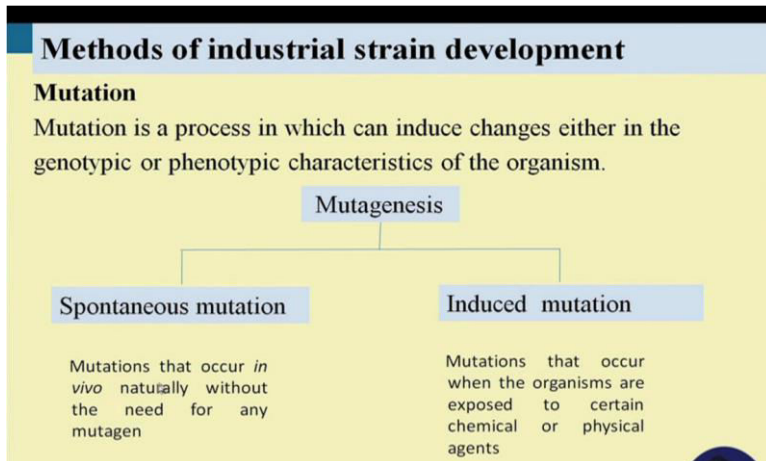 Methods of industrial strain development
Mutation
Mutation is a process in which can induce changes either in the
genotypic or phenotypic characteristics of the organism.
Mutagenesis
Spontaneous mutation
Induced mutation
Mutations that occur in
vivo naturally without
the need for any
mutagen
Mutations that occur
when the organisms are
exposed to certain
chemical or physical
agents